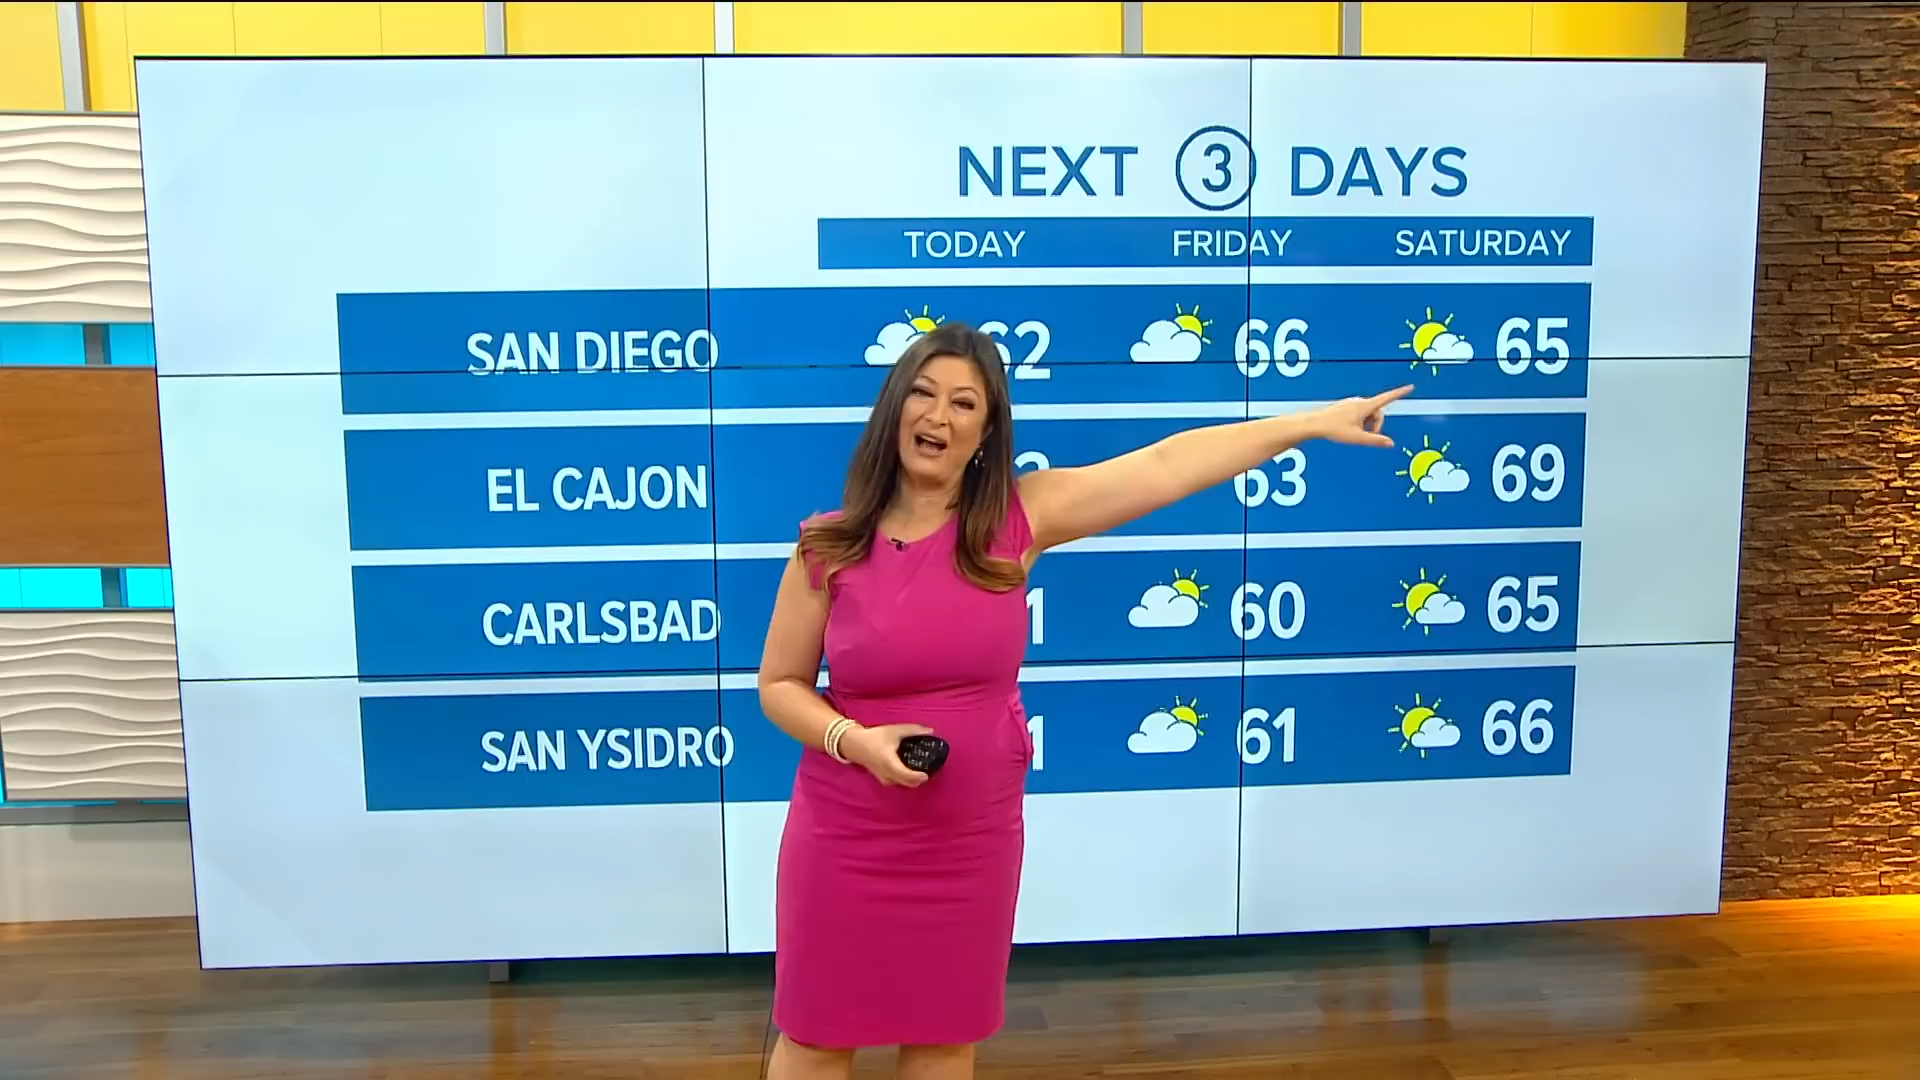 NEXT 3 DAYS
TODAY FRIDAY SATURDAY
SAN DIEGO 62 66 65
EL CAJON 63 69
CARLSBAD 60 65
SAN YSIDRO 61 66